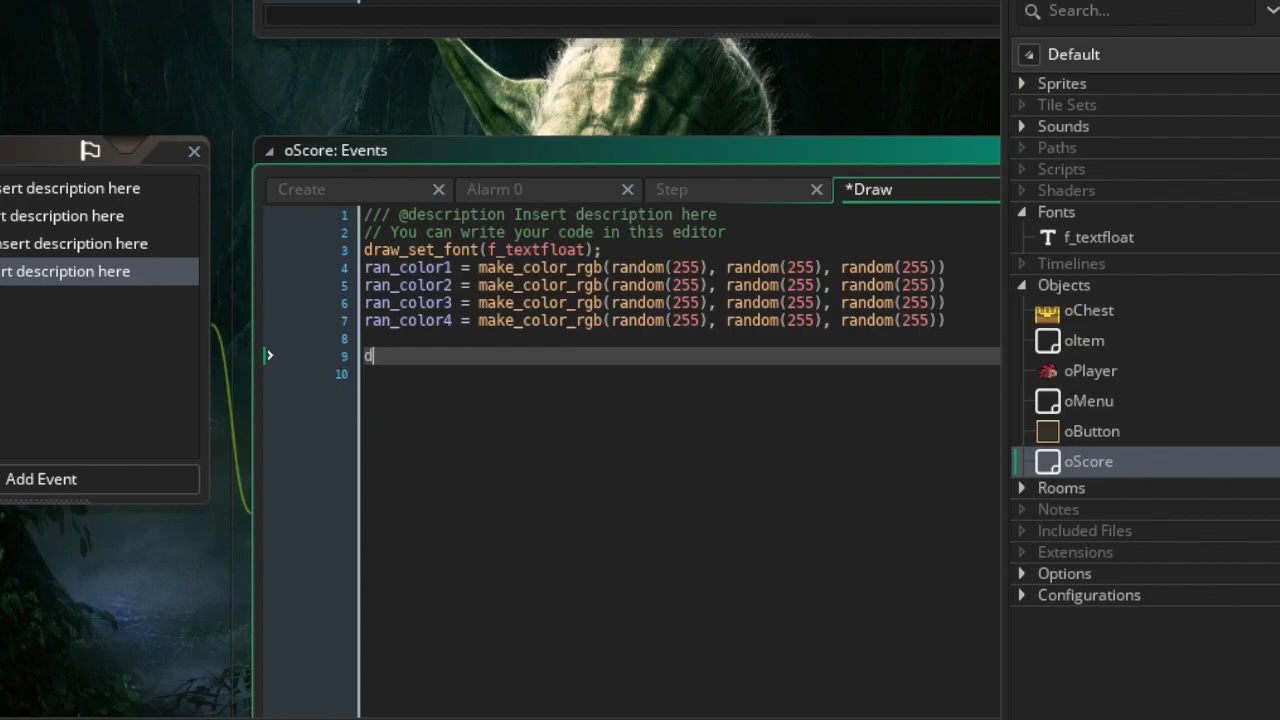 Search...
Default
Sprites
Tile Sets
Sounds
Paths
Scripts
Shaders
Fonts
f_textfloat
Timelines
Objects
oChest
oItem
oPlayer
oMenu
oButton
oScore
Rooms
Notes
Included Files
Extensions
Options
Configurations
sert description here
rt description here
nsert description here
rt description here
Add Event
oScore: Events
Create
Alarm 0
Step
*Draw
1 /// @description Insert description here
2 // You can write your code in this editor
3 draw_set_font(f_textfloat);
4 ran_color1 = make_color_rgb(random(255), random(255), random(255))
5 ran_color2 = make_color_rgb(random(255), random(255), random(255))
6 ran_color3 = make_color_rgb(random(255), random(255), random(255))
7 ran_color4 = make_color_rgb(random(255), random(255), random(255))
8
9 d
10